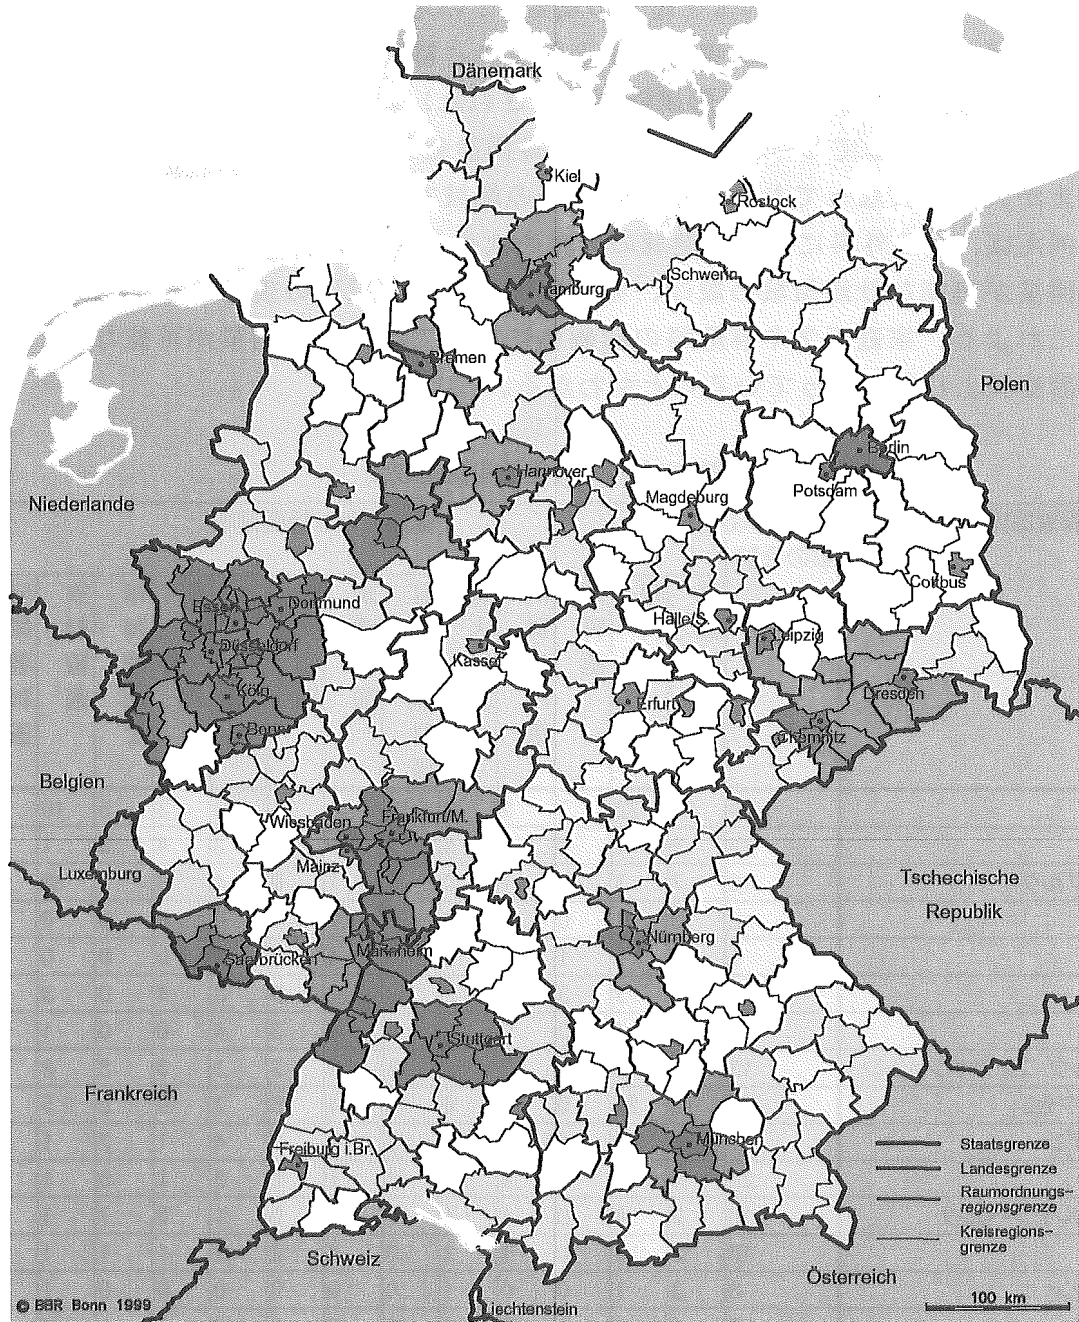 Dänemark
Kiel
Rostock
Schwerin
Hamburg
Bremen
Polen
Berlin
Hannover
Potsdam
Niederlande
Magdeburg
Cottbus
Essen
Dortmund
Halle/S.
Leipzig
Düsseldorf
Kassel
Köln
Erfurt
Dresden
Bonn
Chemnitz
Belgien
Wiesbaden
Frankfurt/M.
Mainz
Luxemburg
Tschechische
Republik
Nürnberg
Mannheim
Saarbrücken
Stuttgart
Frankreich
München
Freiburg i.Br.
Staatsgrenze
Landesgrenze
Raumordnungs-
regionsgrenze
Kreisregions-
grenze
Schweiz
Österreich
© BBR Bonn 1999
100 km
Liechtenstein